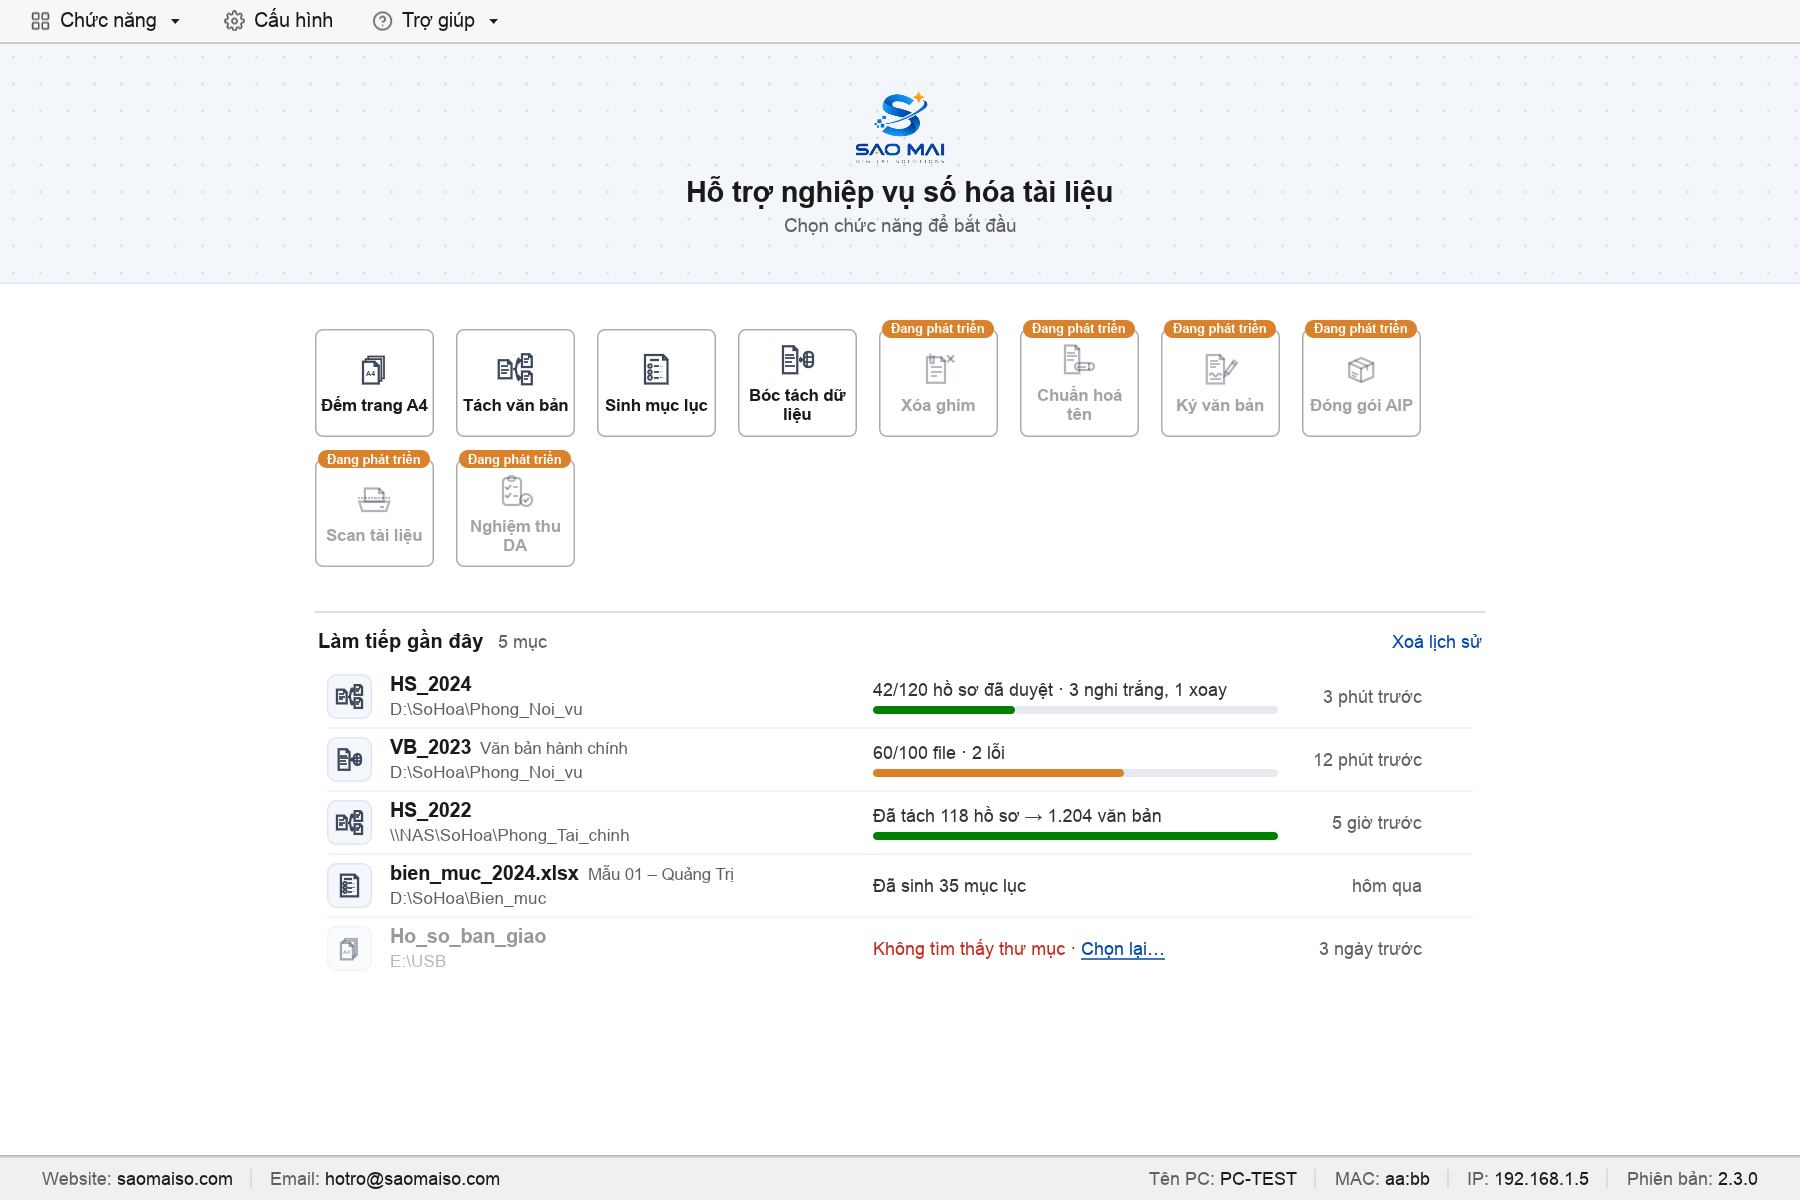 Chức năng
Cấu hình
Trợ giúp
SAO MAI
DIGITAL SOLUTIONS
Hỗ trợ nghiệp vụ số hóa tài liệu
Chọn chức năng để bắt đầu
Đếm trang A4
Tách văn bản
Sinh mục lục
Bóc tách dữ liệu
Đang phát triển
Xóa ghim
Đang phát triển
Chuẩn hoá tên
Đang phát triển
Ký văn bản
Đang phát triển
Đóng gói AIP
Đang phát triển
Scan tài liệu
Đang phát triển
Nghiệm thu DA
Làm tiếp gần đây 5 mục
Xoá lịch sử
HS_2024
D:\SoHoa\Phong_Noi_vu
42/120 hồ sơ đã duyệt · 3 nghi trắng, 1 xoay
3 phút trước
VB_2023 Văn bản hành chính
D:\SoHoa\Phong_Noi_vu
60/100 file · 2 lỗi
12 phút trước
HS_2022
\\NAS\SoHoa\Phong_Tai_chinh
Đã tách 118 hồ sơ → 1.204 văn bản
5 giờ trước
bien_muc_2024.xlsx Mẫu 01 – Quảng Trị
D:\SoHoa\Bien_muc
Đã sinh 35 mục lục
hôm qua
Ho_so_ban_giao
E:\USB
Không tìm thấy thư mục · Chọn lại…
3 ngày trước
Website: saomaiso.com
Email: hotro@saomaiso.com
Tên PC: PC-TEST
MAC: aa:bb
IP: 192.168.1.5
Phiên bản: 2.3.0